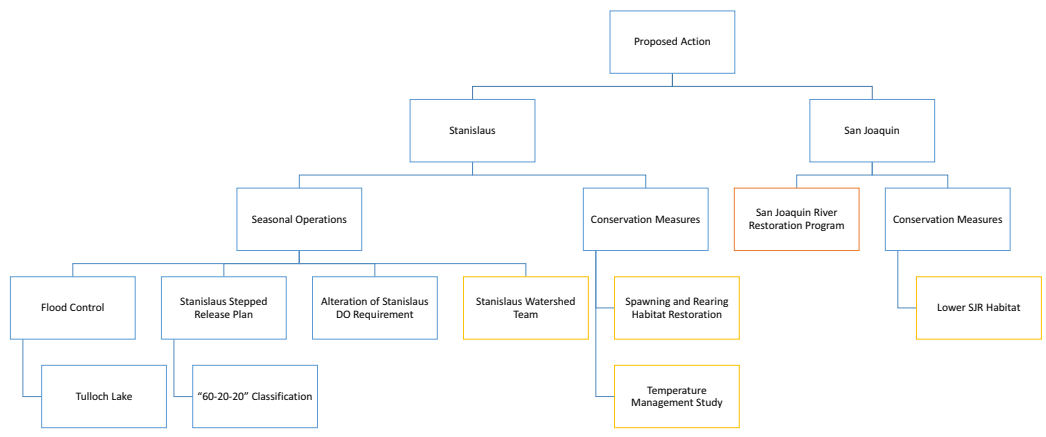 Proposed Action
Stanislaus
San Joaquin
Seasonal Operations
Conservation Measures
San Joaquin River
Restoration Program
Conservation Measures
Flood Control
Stanislaus Stepped
Release Plan
Alteration of Stanislaus
DO Requirement
Stanislaus Watershed
Team
Spawning and Rearing
Habitat Restoration
Lower SJR Habitat
Tulloch Lake
“60-20-20” Classification
Temperature
Management Study